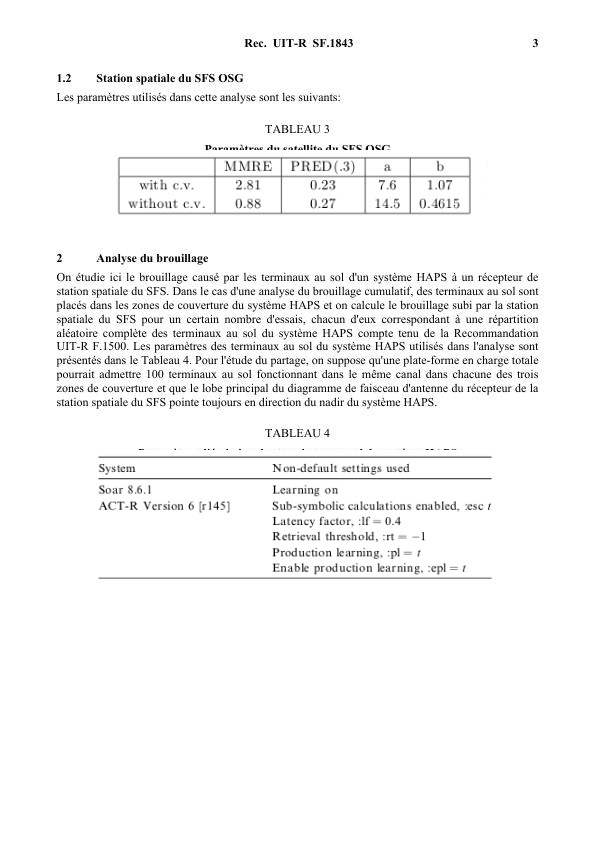 Rec. UIT-R SF.1843 3
1.2 Station spatiale du SFS OSG
Les paramètres utilisés dans cette analyse sont les suivants:
TABLEAU 3
Paramètres du satellite du SFS OSG
MMRE PRED(.3) a b
with c.v. 2.81 0.23 7.6 1.07
without c.v. 0.88 0.27 14.5 0.4615
2 Analyse du brouillage
On étudie ici le brouillage causé par les terminaux au sol d'un système HAPS à un récepteur de
station spatiale du SFS. Dans le cas d'une analyse du brouillage cumulatif, des terminaux au sol sont
placés dans les zones de couverture du système HAPS et on calcule le brouillage subi par la station
spatiale du SFS pour un certain nombre d'essais, chacun d'eux correspondant à une répartition
aléatoire complète des terminaux au sol du système HAPS compte tenu de la Recommandation
UIT-R F.1500. Les paramètres des terminaux au sol du système HAPS utilisés dans l'analyse sont
présentés dans le Tableau 4. Pour l'étude du partage, on suppose qu'une plate-forme en charge totale
pourrait admettre 100 terminaux au sol fonctionnant dans le même canal dans chacune des trois
zones de couverture et que le lobe principal du diagramme de faisceau d'antenne du récepteur de la
station spatiale du SFS pointe toujours en direction du nadir du système HAPS.
TABLEAU 4
System Non-default settings used
Soar 8.6.1 Learning on
ACT-R Version 6 [r145] Sub-symbolic calculations enabled, :esc t
Latency factor, :lf = 0.4
Retrieval threshold, :rt = −1
Production learning, :pl = t
Enable production learning, :epl = t